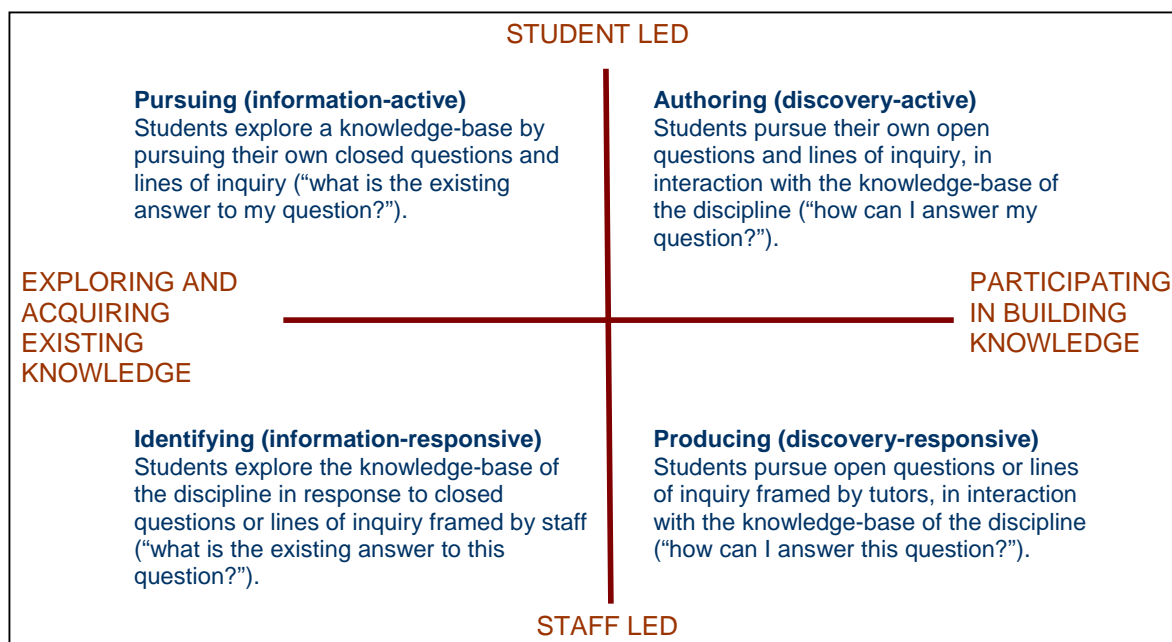 STUDENT LED
Pursuing (information-active)
Students explore a knowledge-base by
pursuing their own closed questions and
lines of inquiry (“what is the existing
answer to my question?”).
Authoring (discovery-active)
Students pursue their own open
questions and lines of inquiry, in
interaction with the knowledge-base of
the discipline (“how can I answer my
question?”).
EXPLORING AND
ACQUIRING
EXISTING
KNOWLEDGE
PARTICIPATING
IN BUILDING
KNOWLEDGE
Identifying (information-responsive)
Students explore the knowledge-base of
the discipline in response to closed
questions or lines of inquiry framed by staff
(“what is the existing answer to this
question?”).
Producing (discovery-responsive)
Students pursue open questions or lines
of inquiry framed by tutors, in interaction
with the knowledge-base of the discipline
(“how can I answer this question?”).
STAFF LED